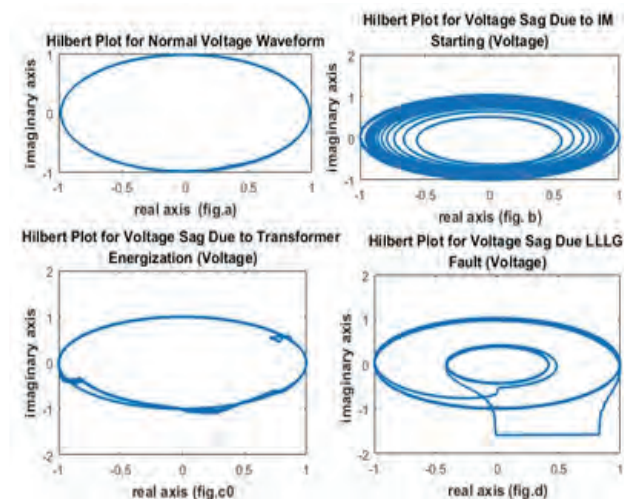 Hilbert Plot for Normal Voltage Waveform
1
0
-1
imaginary axis
-1 -0.5 0 0.5 1
real axis (fig.a)
Hilbert Plot for Voltage Sag Due to IM
Starting (Voltage)
2
1
0
-1
imaginary axis
-1 -0.5 0 0.5 1
real axis (fig. b)
Hilbert Plot for Voltage Sag Due to Transformer
Energization (Voltage)
2
1
0
-1
-2
imaginary axis
-1 -0.5 0 0.5 1
real axis (fig.c0
Hilbert Plot for Voltage Sag Due LLLG
Fault (Voltage)
2
1
0
-1
-2
imaginary axis
-1 -0.5 0 0.5 1
real axis (fig.d)